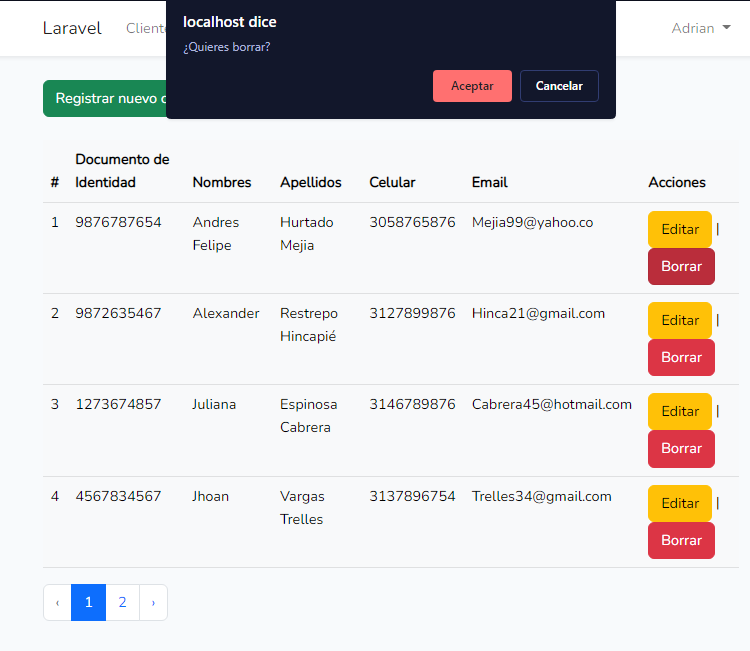 Laravel Cliente Adrian
localhost dice
¿Quieres borrar?
Aceptar Cancelar
Registrar nuevo c
# Documento de Identidad Nombres Apellidos Celular Email Acciones
1 9876787654 Andres Felipe Hurtado Mejia 3058765876 Mejia99@yahoo.co Editar | Borrar
2 9872635467 Alexander Restrepo Hincapié 3127899876 Hinca21@gmail.com Editar | Borrar
3 1273674857 Juliana Espinosa Cabrera 3146789876 Cabrera45@hotmail.com Editar | Borrar
4 4567834567 Jhoan Vargas Trelles 3137896754 Trelles34@gmail.com Editar | Borrar
‹ 1 2 ›